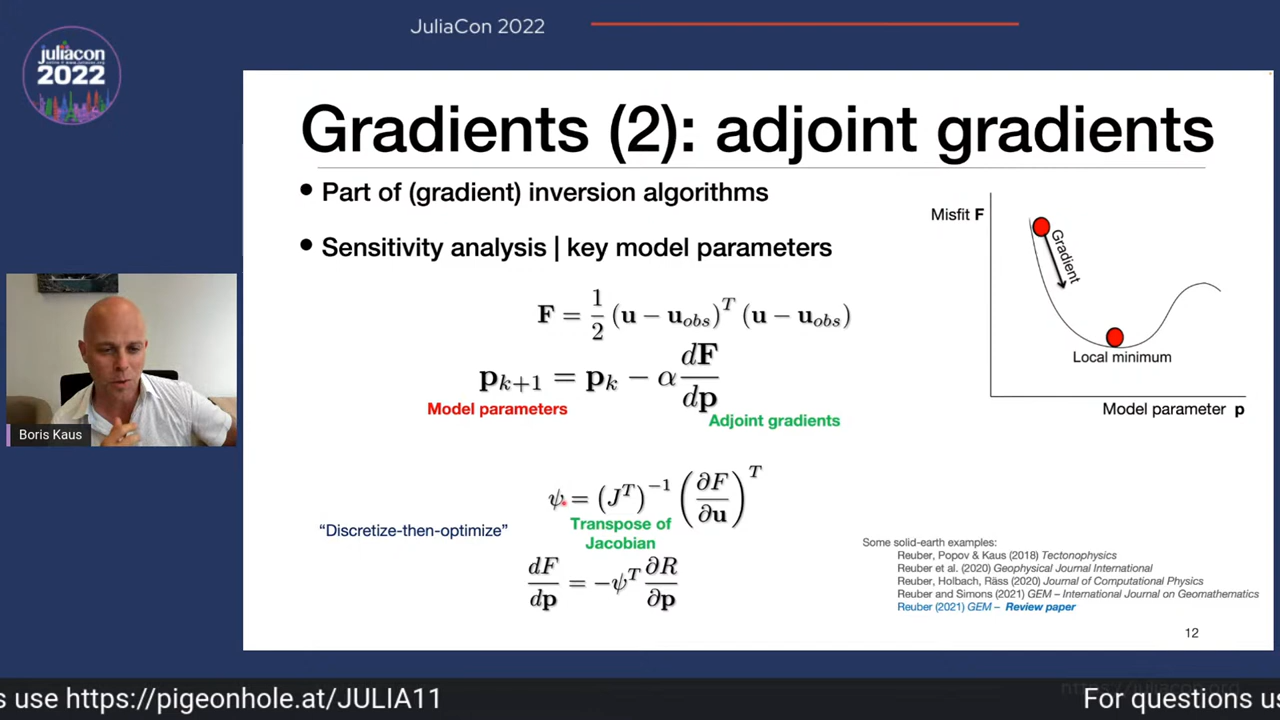 JuliaCon 2022
juliacon
2022
Gradients (2): adjoint gradients
• Part of (gradient) inversion algorithms
• Sensitivity analysis | key model parameters
F = 1/2 (u − u_obs)^T (u − u_obs)
p_{k+1} = p_k − α dF/dp
Model parameters
Adjoint gradients
ψ = (J^T)^{−1} (∂F/∂u)^T
"Discretize-then-optimize"
Transpose of
Jacobian
dF/dp = −ψ^T ∂R/∂p
Misfit F
Gradient
Local minimum
Model parameter p
Some solid-earth examples:
Reuber, Popov & Kaus (2018) Tectonophysics
Reuber et al. (2020) Geophysical Journal International
Reuber, Holbach, Räss (2020) Journal of Computational Physics
Reuber and Simons (2021) GEM – International Journal on Geomathematics
Reuber (2021) GEM – Review paper
12
Boris Kaus
s use https://pigeonhole.at/JULIA11
For questions us